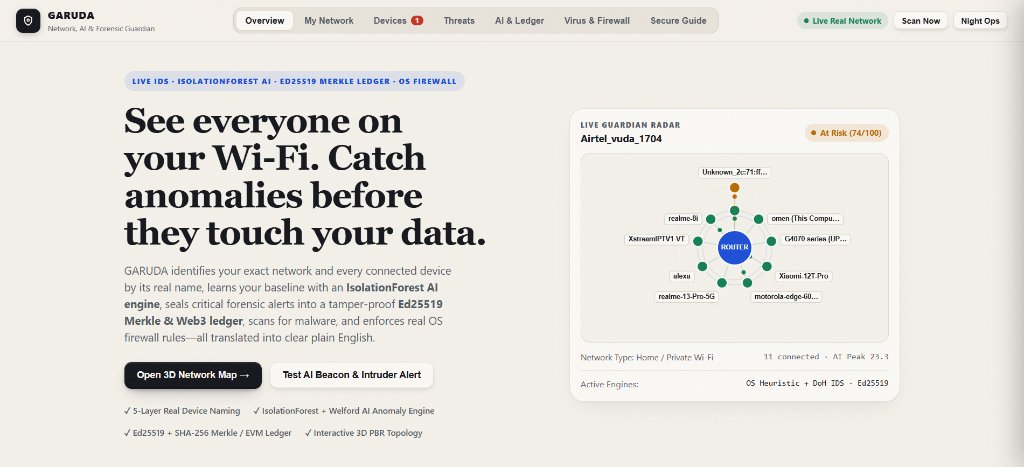 GARUDA
Network, AI & Forensic Guardian
Overview
My Network
Devices 1
Threats
AI & Ledger
Virus & Firewall
Secure Guide
Live Real Network
Scan Now
Night Ops
LIVE IDS · ISOLATIONFOREST AI · ED25519 MERKLE LEDGER · OS FIREWALL
See everyone on
your Wi-Fi. Catch
anomalies before
they touch your data.
GARUDA identifies your exact network and every connected device
by its real name, learns your baseline with an IsolationForest AI
engine, seals critical forensic alerts into a tamper-proof Ed25519
Merkle & Web3 ledger, scans for malware, and enforces real OS
firewall rules—all translated into clear plain English.
Open 3D Network Map →
Test AI Beacon & Intruder Alert
✓ 5-Layer Real Device Naming
✓ IsolationForest + Welford AI Anomaly Engine
✓ Ed25519 + SHA-256 Merkle / EVM Ledger
✓ Interactive 3D PBR Topology
LIVE GUARDIAN RADAR
Airtel_vuda_1704
At Risk (74/100)
Unknown_2c:71:ff…
realme-8i
omen (This Compu…
XstreamIPTV1 VT
ROUTER
G4070 series (UP…
alexa
Xiaomi-12T-Pro
realme-13-Pro-5G
motorola-edge-60…
Network Type: Home / Private Wi-Fi
11 connected · AI Peak 23.3
Active Engines:
OS Heuristic + DoH IDS · Ed25519